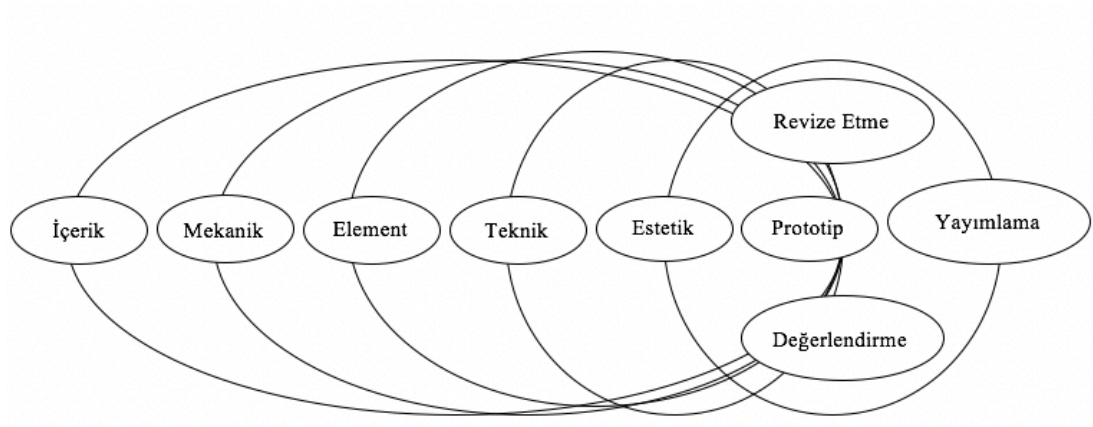 Revize Etme
İçerik
Mekanik
Element
Teknik
Estetik
Prototip
Yayımlama
Değerlendirme